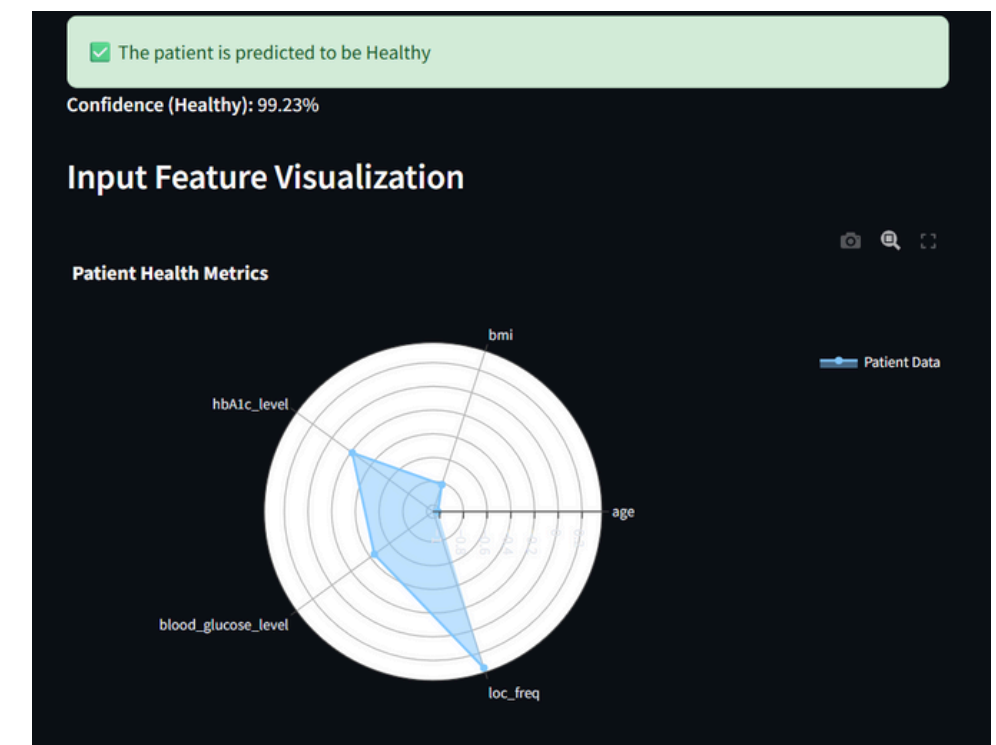 The patient is predicted to be Healthy
Confidence (Healthy): 99.23%
Input Feature Visualization
Patient Health Metrics
bmi
Patient Data
hbA1c_level
age
blood_glucose_level
loc_freq